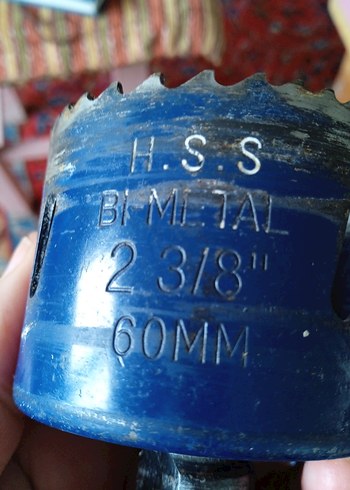 H.S.S
BI-METAL
2 3/8"
60MM